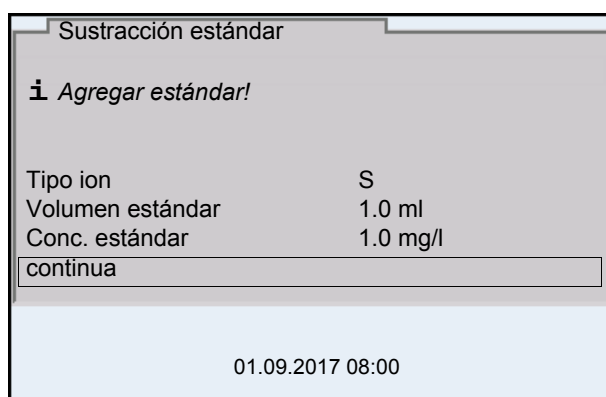 Sustracción estándar
i Agregar estándar!
Tipo ion S
Volumen estándar 1.0 ml
Conc. estándar 1.0 mg/l
continua
01.09.2017 08:00